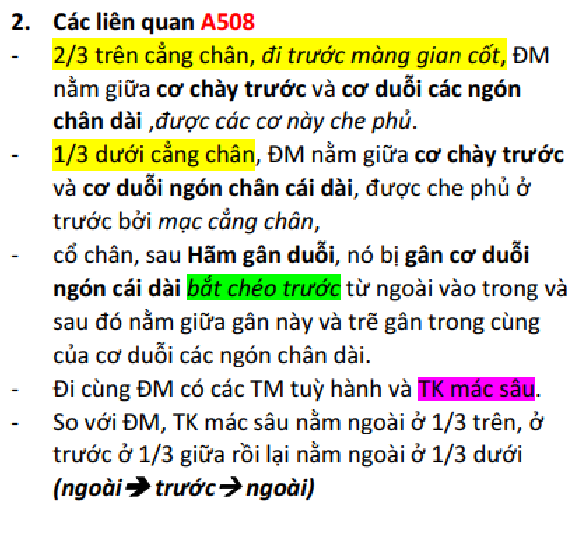 2. Các liên quan A508
- 2/3 trên cẳng chân, đi trước màng gian cốt, ĐM
nằm giữa cơ chày trước và cơ duỗi các ngón
chân dài ,được các cơ này che phủ.
- 1/3 dưới cẳng chân, ĐM nằm giữa cơ chày trước
và cơ duỗi ngón chân cái dài, được che phủ ở
trước bởi mạc cẳng chân,
- cổ chân, sau Hãm gân duỗi, nó bị gân cơ duỗi
ngón cái dài bắt chéo trước từ ngoài vào trong và
sau đó nằm giữa gân này và trẽ gân trong cùng
của cơ duỗi các ngón chân dài.
- Đi cùng ĐM có các TM tuỳ hành và TK mác sâu.
- So với ĐM, TK mác sâu nằm ngoài ở 1/3 trên, ở
trước ở 1/3 giữa rồi lại nằm ngoài ở 1/3 dưới
(ngoài➔ trước→ ngoài)